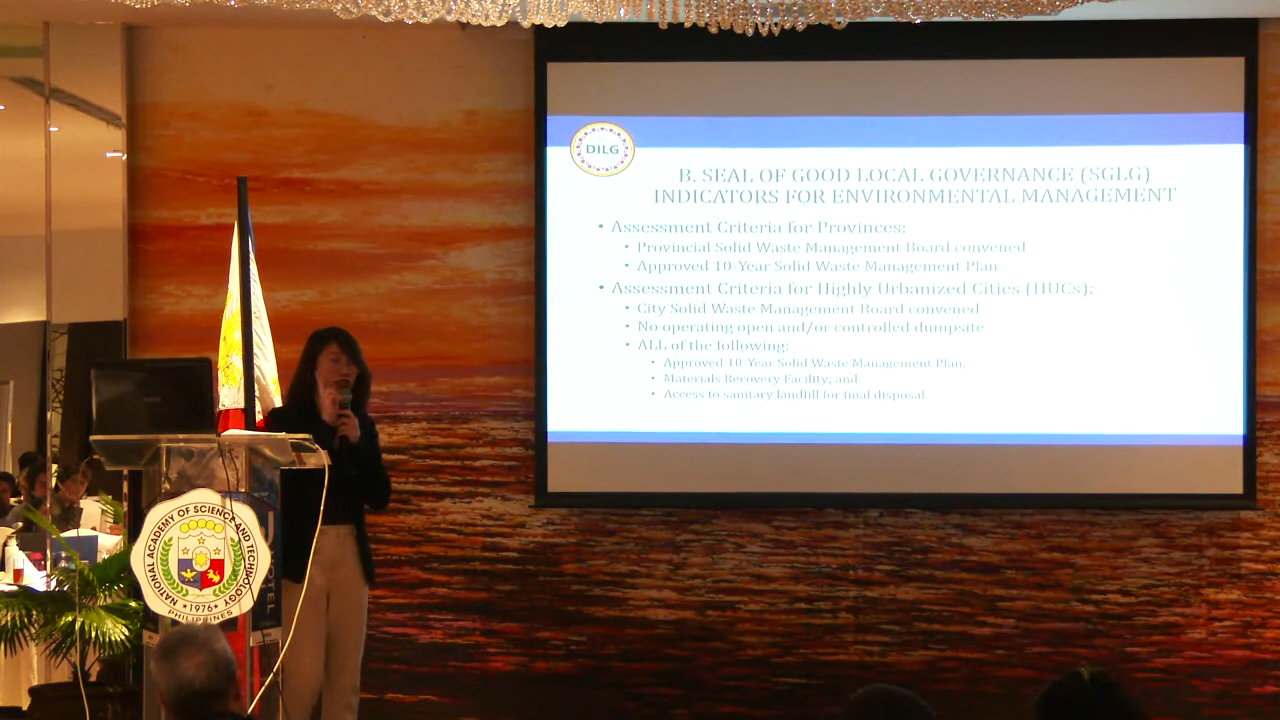 DILG
B. SEAL OF GOOD LOCAL GOVERNANCE (SGLG)
INDICATORS FOR ENVIRONMENTAL MANAGEMENT
• Assessment Criteria for Provinces:
• Provincial Solid Waste Management Board convened
• Approved 10-Year Solid Waste Management Plan
• Assessment Criteria for Highly Urbanized Cities (HUCs):
• City Solid Waste Management Board convened
• No operating open and/or controlled dumpsite
• ALL of the following:
• Approved 10-Year Solid Waste Management Plan,
• Materials Recovery Facility; and
• Access to sanitary landfill for final disposal
NATIONAL ACADEMY OF SCIENCE AND TECHNOLOGY
*1976*
PHILIPPINES
HOTEL